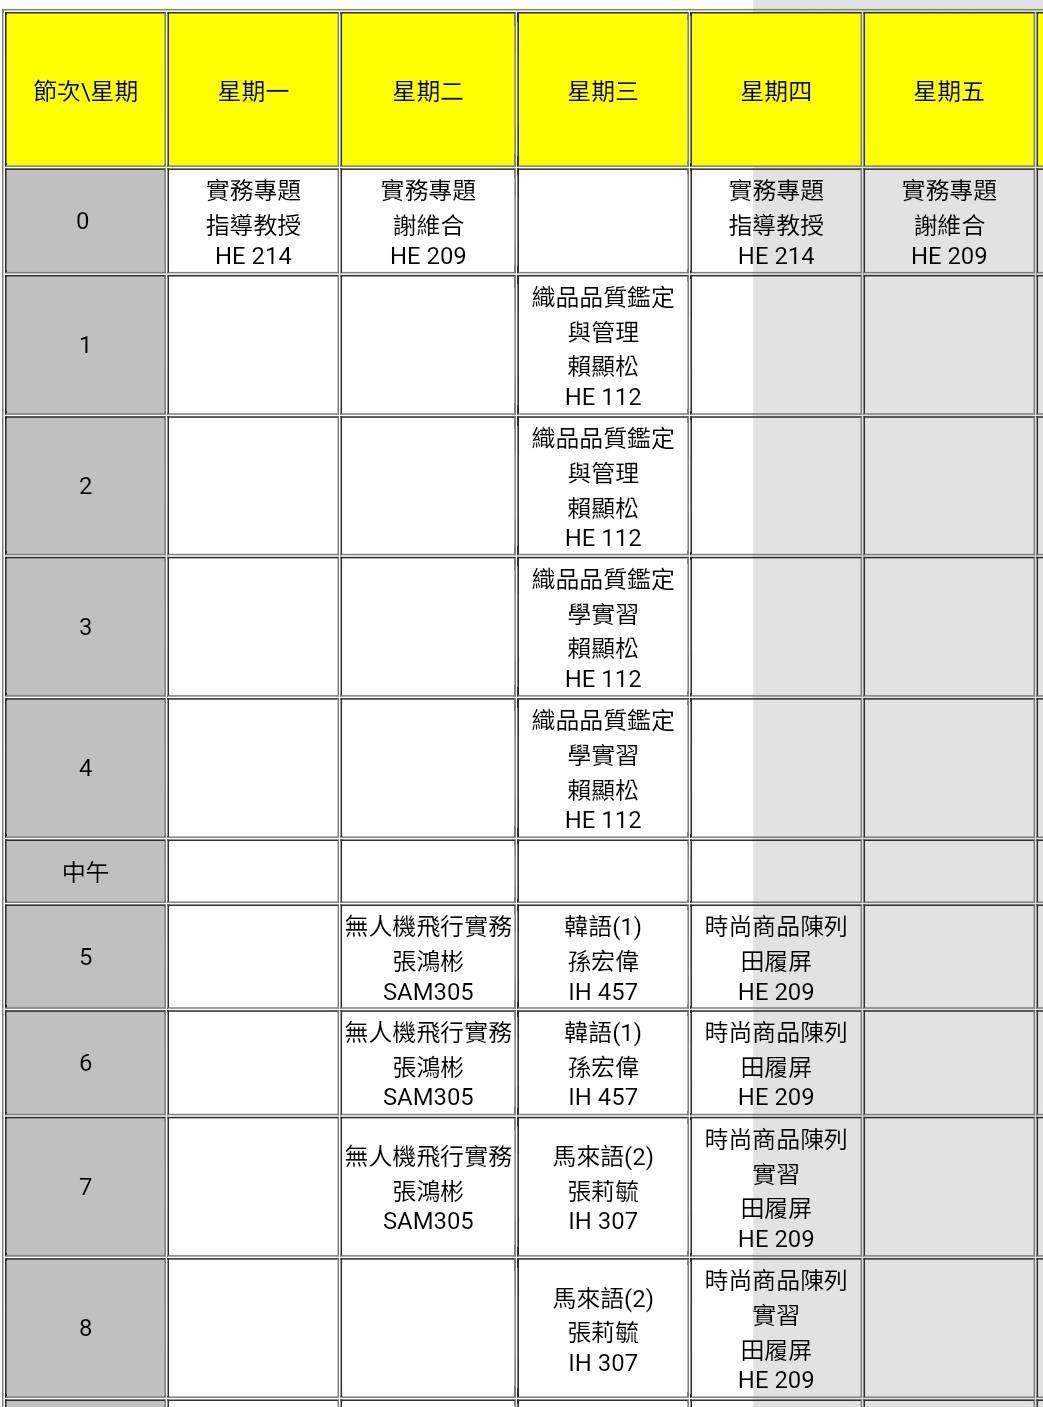 節次\星期 星期一 星期二 星期三 星期四 星期五
0
實務專題
指導教授
HE 214
實務專題
謝維合
HE 209
實務專題
指導教授
HE 214
實務專題
謝維合
HE 209
1
織品品質鑑定
與管理
賴顯松
HE 112
2
織品品質鑑定
與管理
賴顯松
HE 112
3
織品品質鑑定
學實習
賴顯松
HE 112
4
織品品質鑑定
學實習
賴顯松
HE 112
中午
5
無人機飛行實務
張鴻彬
SAM305
韓語(1)
孫宏偉
IH 457
時尚商品陳列
田履屏
HE 209
6
無人機飛行實務
張鴻彬
SAM305
韓語(1)
孫宏偉
IH 457
時尚商品陳列
田履屏
HE 209
7
無人機飛行實務
張鴻彬
SAM305
馬來語(2)
張莉毓
IH 307
時尚商品陳列
實習
田履屏
HE 209
8
馬來語(2)
張莉毓
IH 307
時尚商品陳列
實習
田履屏
HE 209